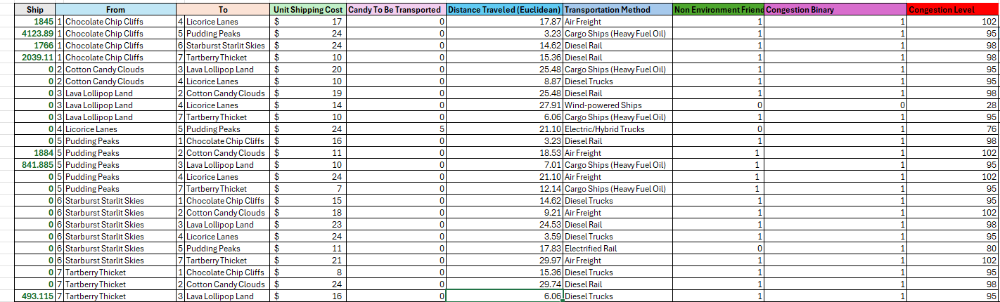 Ship From To Unit Shipping Cost Candy To Be Transported Distance Traveled (Euclidean) Transportation Method Non Environment Friend Congestion Binary Congestion Level
1845 1 Chocolate Chip Cliffs 4 Licorice Lanes $ 17 0 17.87 Air Freight 1 1 102
4123.89 1 Chocolate Chip Cliffs 5 Pudding Peaks $ 24 0 3.23 Cargo Ships (Heavy Fuel Oil) 1 1 95
1766 1 Chocolate Chip Cliffs 6 Starburst Starlit Skies $ 24 0 14.62 Diesel Rail 1 1 98
2039.11 1 Chocolate Chip Cliffs 7 Tartberry Thicket $ 10 0 15.36 Diesel Rail 1 1 98
0 2 Cotton Candy Clouds 3 Lava Lollipop Land $ 20 0 25.48 Cargo Ships (Heavy Fuel Oil) 1 1 95
0 2 Cotton Candy Clouds 4 Licorice Lanes $ 10 0 8.87 Diesel Trucks 1 1 95
0 3 Lava Lollipop Land 2 Cotton Candy Clouds $ 19 0 25.48 Diesel Rail 1 1 98
0 3 Lava Lollipop Land 4 Licorice Lanes $ 14 0 27.91 Wind-powered Ships 0 0 28
0 3 Lava Lollipop Land 7 Tartberry Thicket $ 10 0 6.06 Cargo Ships (Heavy Fuel Oil) 1 1 95
0 4 Licorice Lanes 5 Pudding Peaks $ 24 5 21.10 Electric/Hybrid Trucks 0 1 76
0 5 Pudding Peaks 1 Chocolate Chip Cliffs $ 16 0 3.23 Diesel Rail 1 1 98
1884 5 Pudding Peaks 2 Cotton Candy Clouds $ 11 0 18.53 Air Freight 1 1 102
841.885 5 Pudding Peaks 3 Lava Lollipop Land $ 10 0 7.01 Cargo Ships (Heavy Fuel Oil) 1 1 95
0 5 Pudding Peaks 4 Licorice Lanes $ 24 0 21.10 Air Freight 1 1 102
0 5 Pudding Peaks 7 Tartberry Thicket $ 7 0 12.14 Cargo Ships (Heavy Fuel Oil) 1 1 95
0 6 Starburst Starlit Skies 1 Chocolate Chip Cliffs $ 15 0 14.62 Diesel Trucks 1 1 95
0 6 Starburst Starlit Skies 2 Cotton Candy Clouds $ 18 0 9.21 Air Freight 1 1 102
0 6 Starburst Starlit Skies 3 Lava Lollipop Land $ 23 0 24.53 Diesel Rail 1 1 98
0 6 Starburst Starlit Skies 4 Licorice Lanes $ 24 0 3.59 Diesel Trucks 1 1 95
0 6 Starburst Starlit Skies 5 Pudding Peaks $ 11 0 17.83 Electrified Rail 0 1 80
0 6 Starburst Starlit Skies 7 Tartberry Thicket $ 21 0 29.97 Air Freight 1 1 102
0 7 Tartberry Thicket 1 Chocolate Chip Cliffs $ 8 0 15.36 Diesel Trucks 1 1 95
0 7 Tartberry Thicket 2 Cotton Candy Clouds $ 24 0 29.74 Diesel Rail 1 1 98
493.115 7 Tartberry Thicket 3 Lava Lollipop Land $ 16 0 6.06 Diesel Trucks 1 1 95